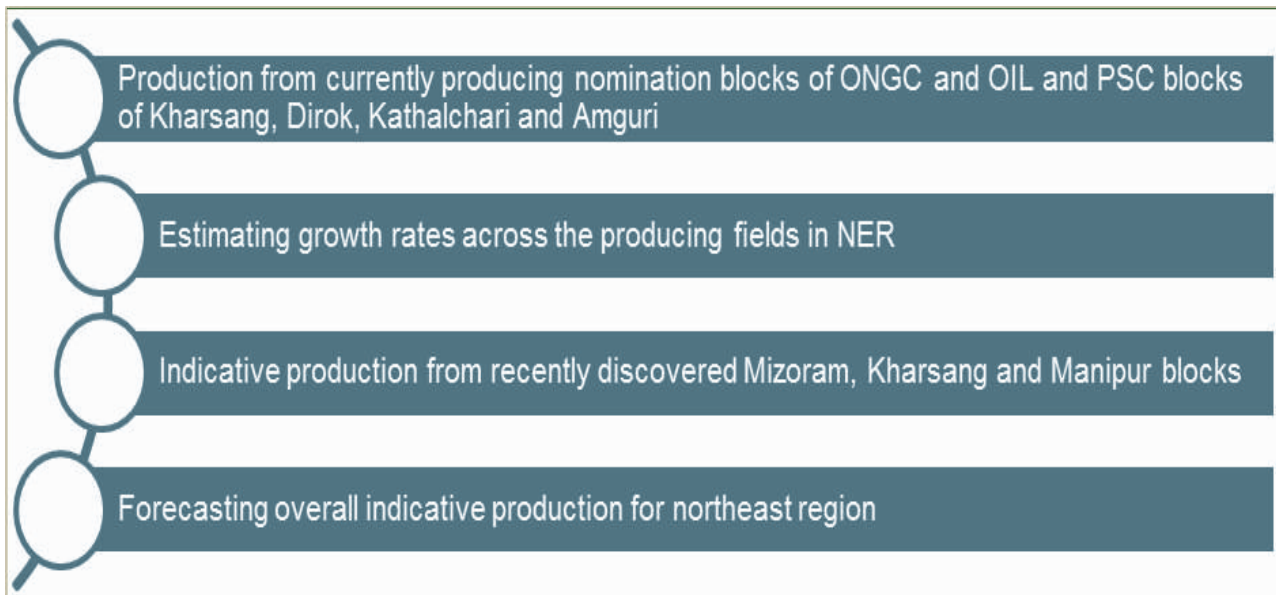 Production from currently producing nomination blocks of ONGC and OIL and PSC blocks
of Kharsang, Dirok, Kathalchari and Amguri
Estimating growth rates across the producing fields in NER
Indicative production from recently discovered Mizoram, Kharsang and Manipur blocks
Forecasting overall indicative production for northeast region